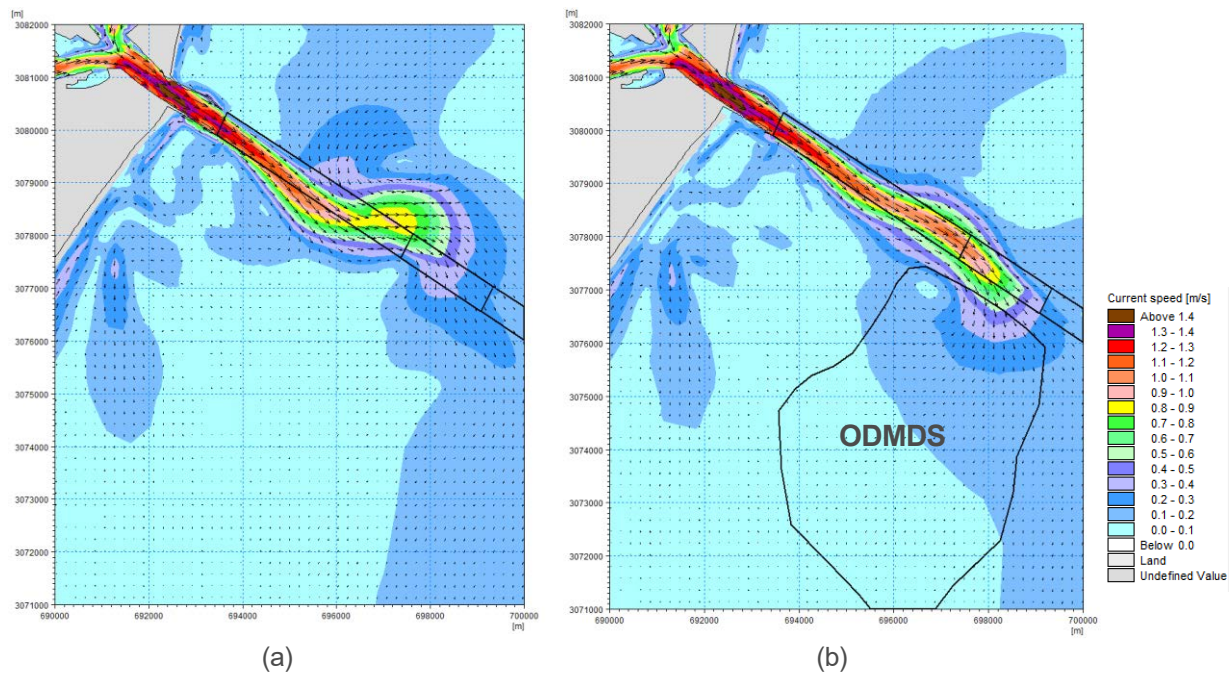 [m]
3082000
3081000
3080000
3079000
3078000
3077000
3076000
3075000
3074000
3073000
3072000
3071000
690000 692000 694000 696000 698000 700000
[m]
(a)
[m]
3082000
3081000
3080000
3079000
3078000
3077000
3076000
3075000
3074000
3073000
3072000
3071000
ODMDS
690000 692000 694000 696000 698000 700000
[m]
(b)
Current speed [m/s]
Above 1.4
1.3 - 1.4
1.2 - 1.3
1.1 - 1.2
1.0 - 1.1
0.9 - 1.0
0.8 - 0.9
0.7 - 0.8
0.6 - 0.7
0.5 - 0.6
0.4 - 0.5
0.3 - 0.4
0.2 - 0.3
0.1 - 0.2
0.0 - 0.1
Below 0.0
Land
Undefined Value